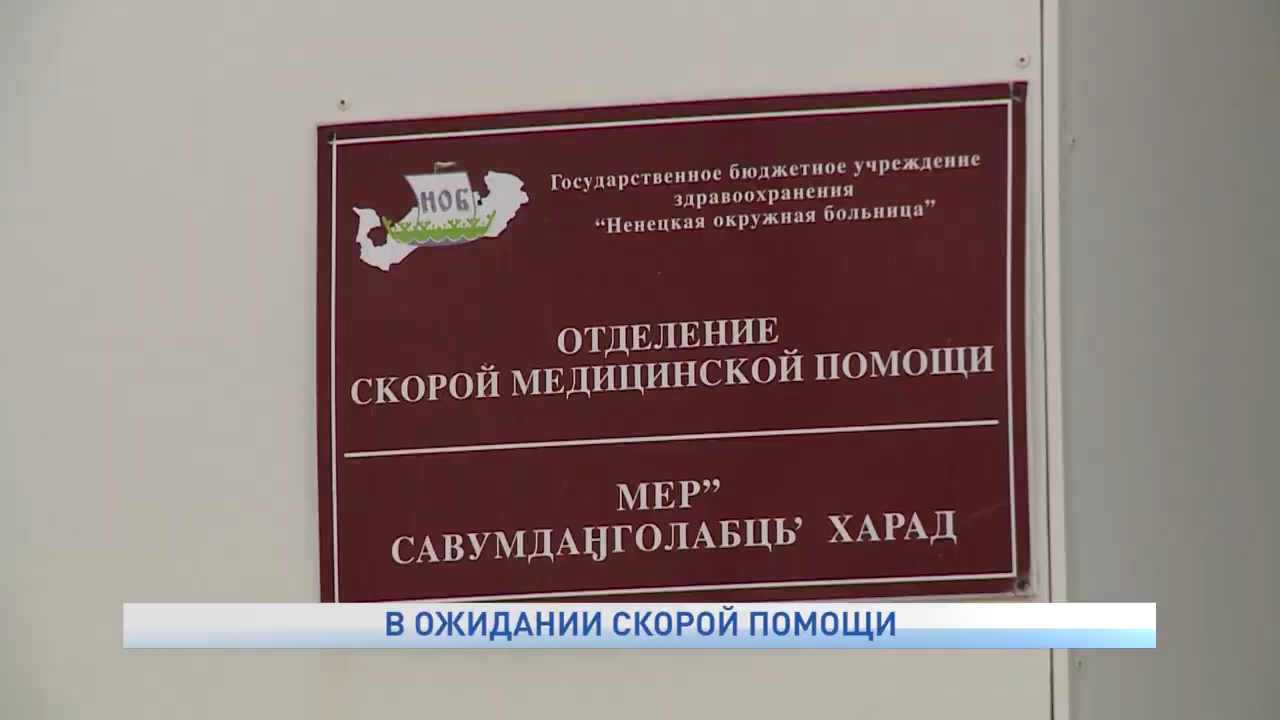 НОБ
Государственное бюджетное учреждение
здравоохранения
“Ненецкая окружная больница”
ОТДЕЛЕНИЕ
СКОРОЙ МЕДИЦИНСКОЙ ПОМОЩИ
МЕР”
САВУМДАӇГОЛАБЦЬ’ ХАРАД
В ОЖИДАНИИ СКОРОЙ ПОМОЩИ